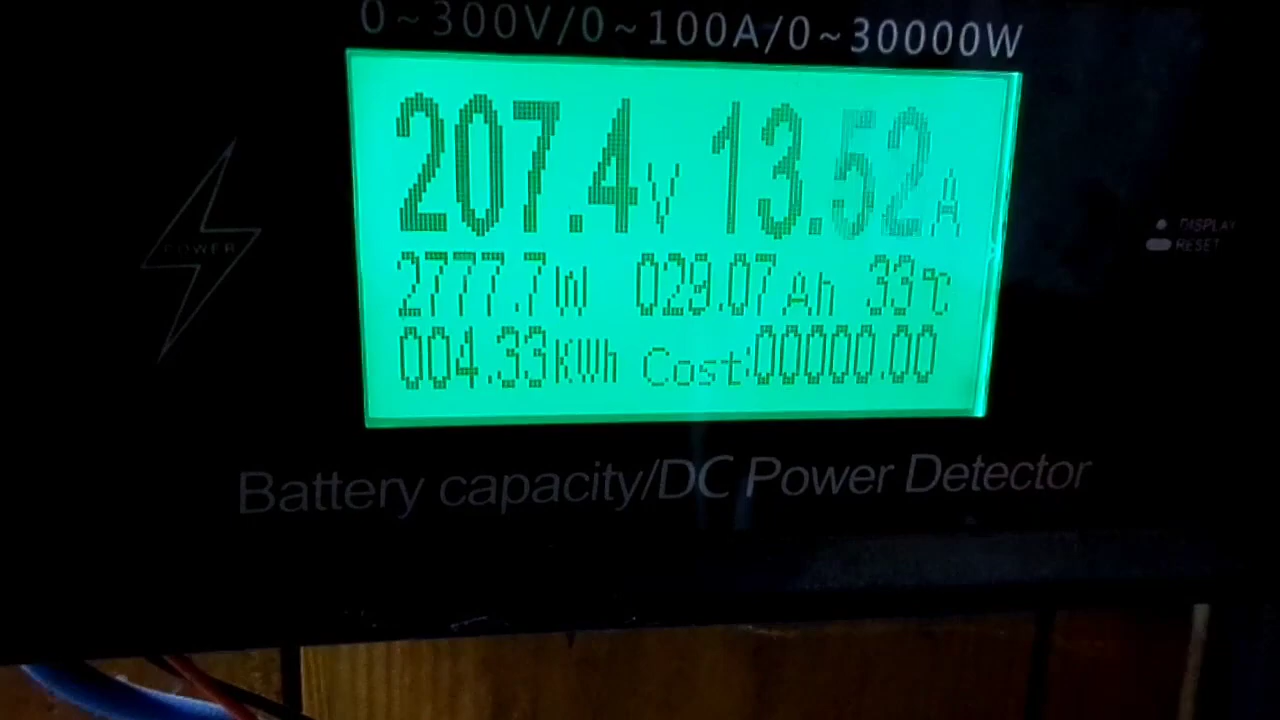 0~300V/0~100A/0~30000W
207.4V 13.52A
2777.7W 029.07Ah 33℃
004.33KWh Cost:00000.00
POWER
DISPLAY
RESET
Battery capacity/DC Power Detector